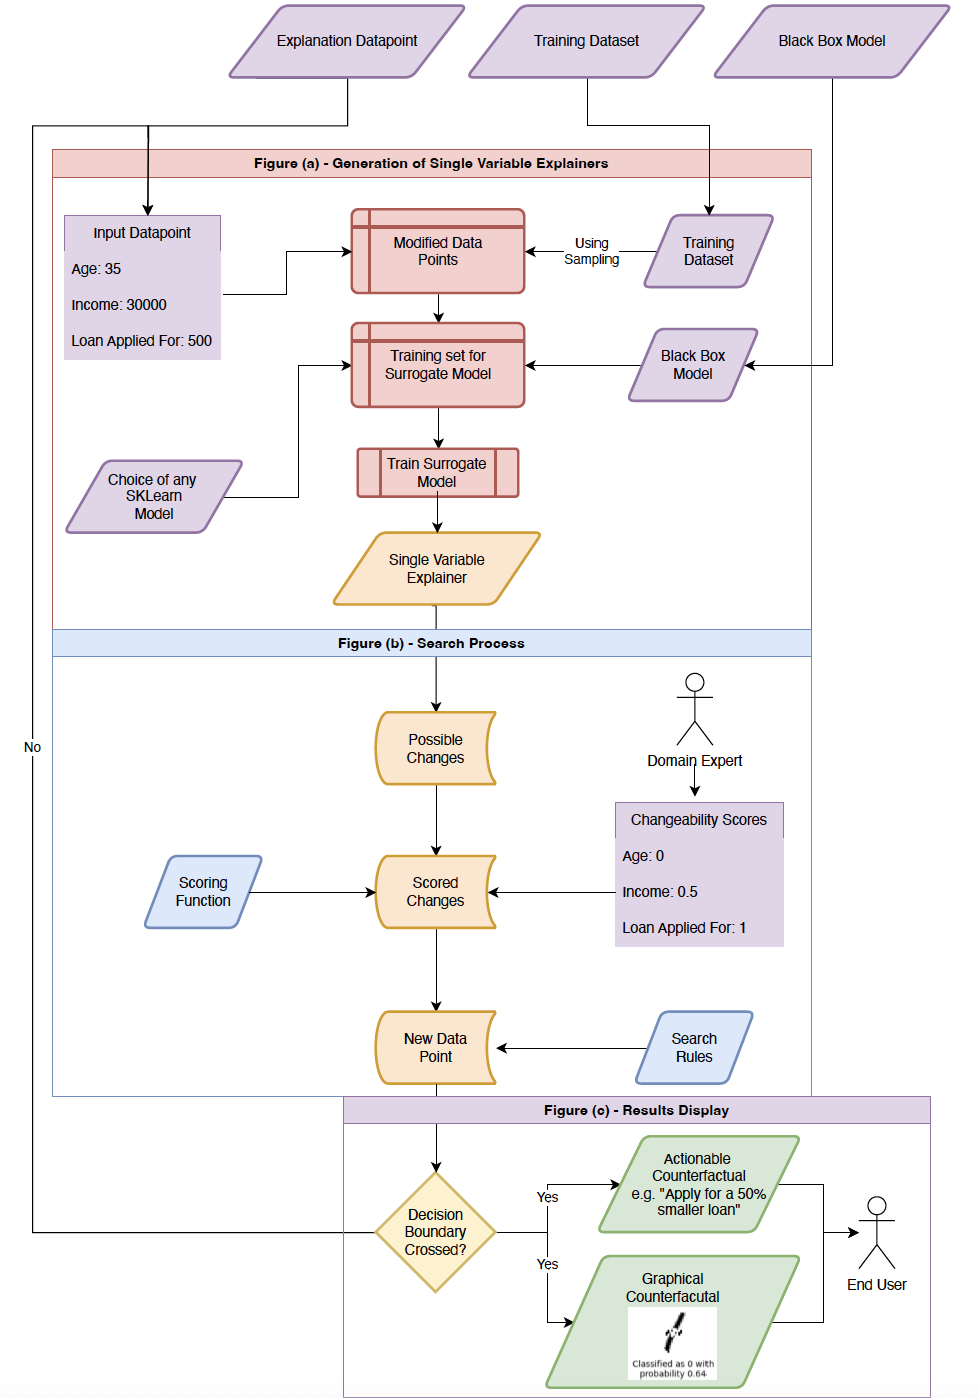 Explanation Datapoint
Training Dataset
Black Box Model
Figure (a) - Generation of Single Variable Explainers
Input Datapoint
Age: 35
Income: 30000
Loan Applied For: 500
Modified Data
Points
Using
Sampling
Training
Dataset
Training set for
Surrogate Model
Black Box
Model
Choice of any
SKLearn
Model
Train Surrogate
Model
Single Variable
Explainer
Figure (b) - Search Process
No
Possible
Changes
Domain Expert
Changeability Scores
Age: 0
Income: 0.5
Loan Applied For: 1
Scoring
Function
Scored
Changes
New Data
Point
Search
Rules
Figure (c) - Results Display
Decision
Boundary
Crossed?
Yes
Yes
Actionable
Counterfactual
e.g. "Apply for a 50%
smaller loan"
Graphical
Counterfacutal
Classified as 0 with
probability 0.64
End User